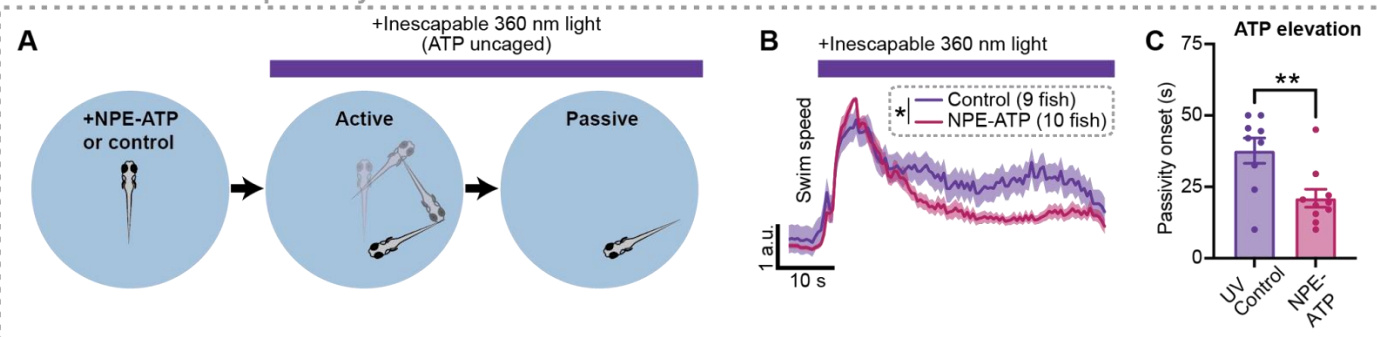 A
+Inescapable 360 nm light
(ATP uncaged)
+NPE-ATP
or control
Active
Passive
B
+Inescapable 360 nm light
Swim speed
* Control (9 fish)
NPE-ATP (10 fish)
1 a.u.
10 s
C
ATP elevation
**
Passivity onset (s)
75
50
25
0
UV
Control
NPE-
ATP